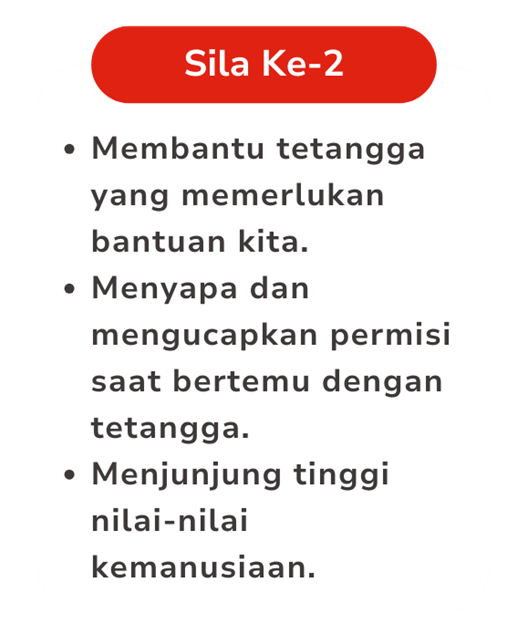 Sila Ke-2
• Membantu tetangga
yang memerlukan
bantuan kita.
• Menyapa dan
mengucapkan permisi
saat bertemu dengan
tetangga.
• Menjunjung tinggi
nilai-nilai
kemanusiaan.